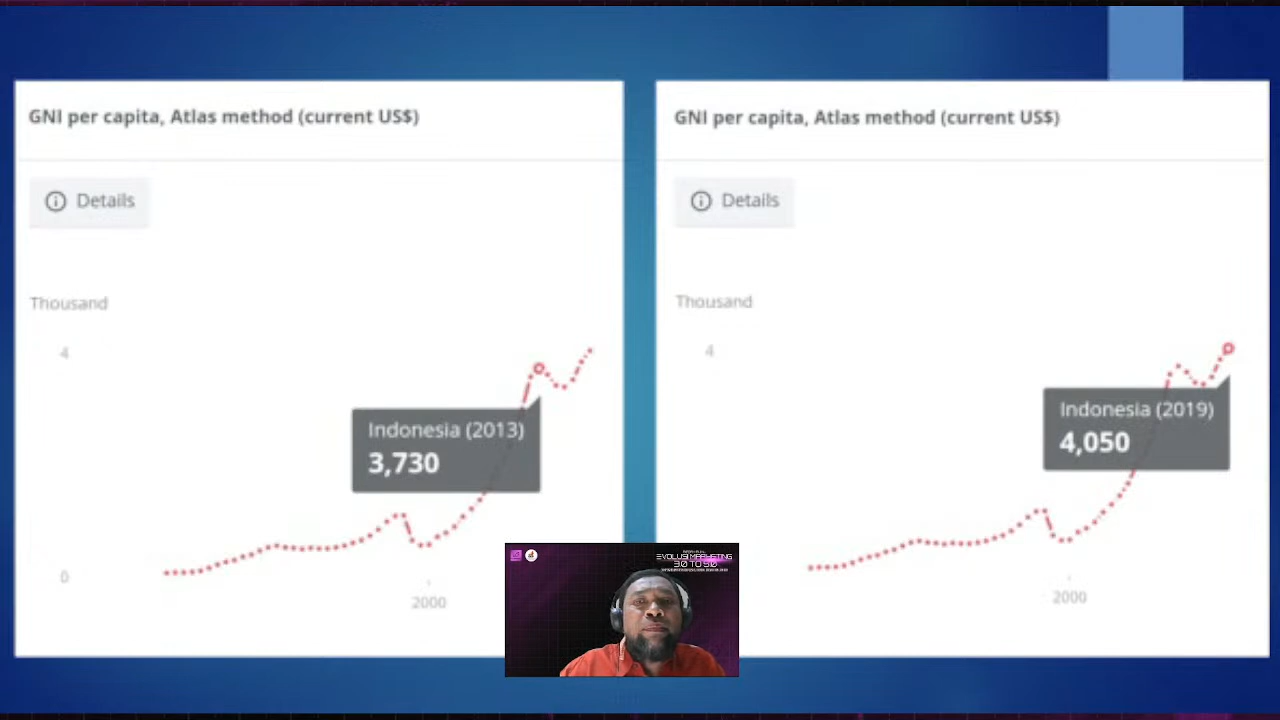 GNI per capita, Atlas method (current US$)
Details
Thousand
4
Indonesia (2013)
3,730
0
2000
GNI per capita, Atlas method (current US$)
Details
Thousand
4
Indonesia (2019)
4,050
2000
EVOLUSI MARKETING
3.0 TO 5.0